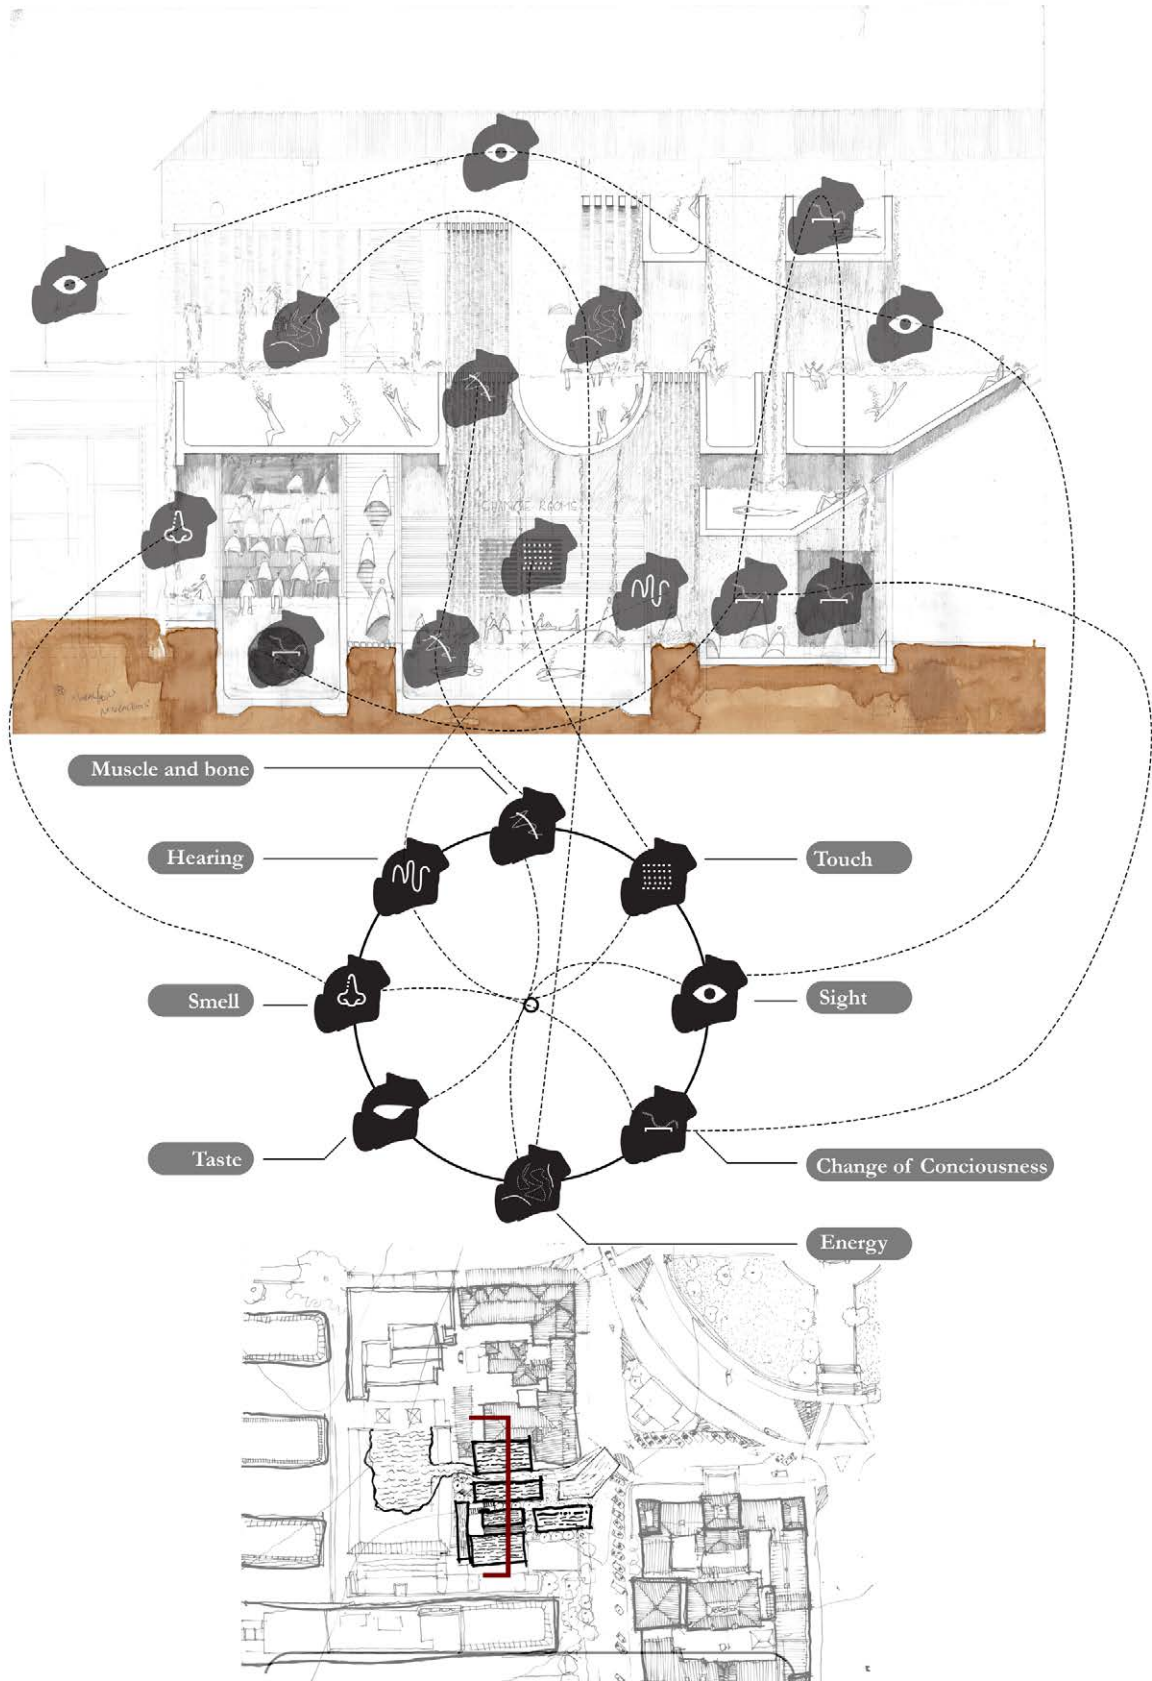 CHANGE ROOMS
Muscle and bone
Hearing
Touch
Smell
Sight
Taste
Change of Conciousness
Energy